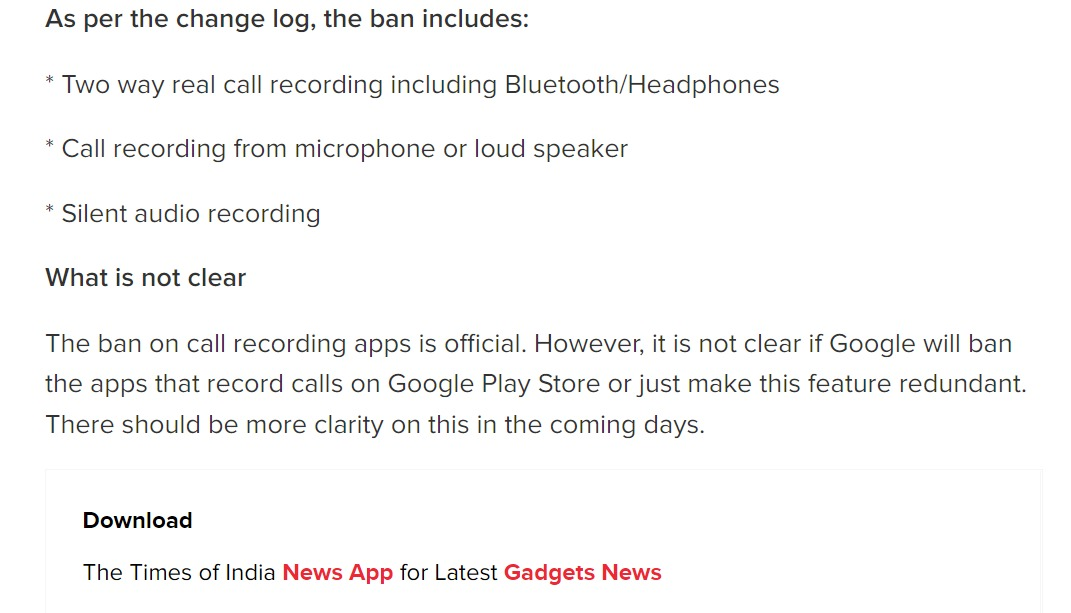 As per the change log, the ban includes:
* Two way real call recording including Bluetooth/Headphones
* Call recording from microphone or loud speaker
* Silent audio recording
What is not clear
The ban on call recording apps is official. However, it is not clear if Google will ban
the apps that record calls on Google Play Store or just make this feature redundant.
There should be more clarity on this in the coming days.
Download
The Times of India News App for Latest Gadgets News